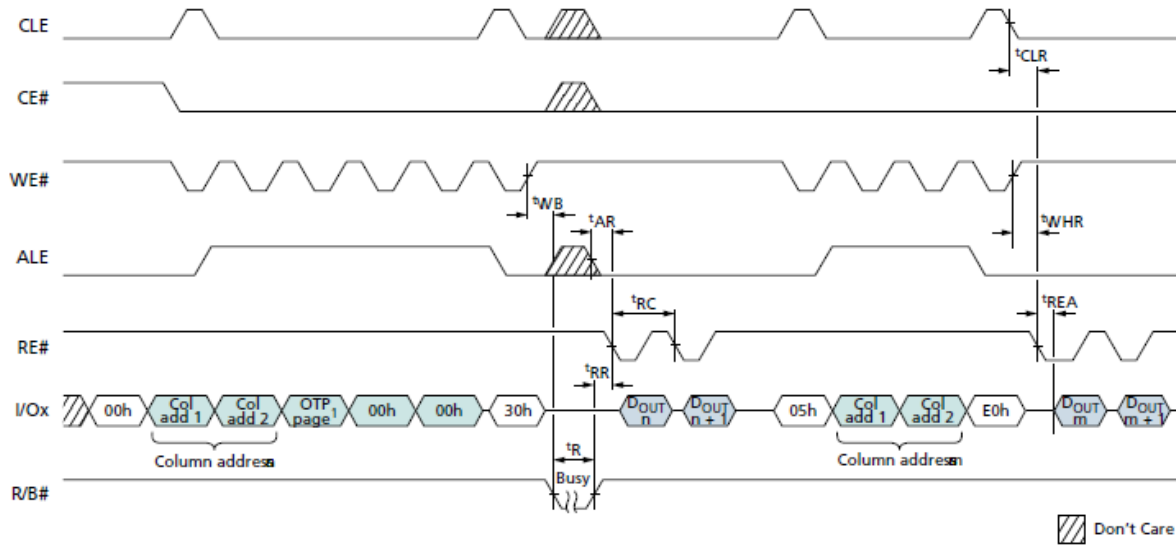 CLE
tCLR
CE#
WE#
tWB
tAR
tWHR
ALE
tRC
tREA
RE#
tRR
I/Ox
00h
Col add 1
Col add 2
OTP page1
00h
00h
30h
DOUT n
DOUT n + 1
05h
Col add 1
Col add 2
E0h
DOUT m
DOUT m + 1
Column address n
tR
Column address m
Busy
R/B#
Don't Care